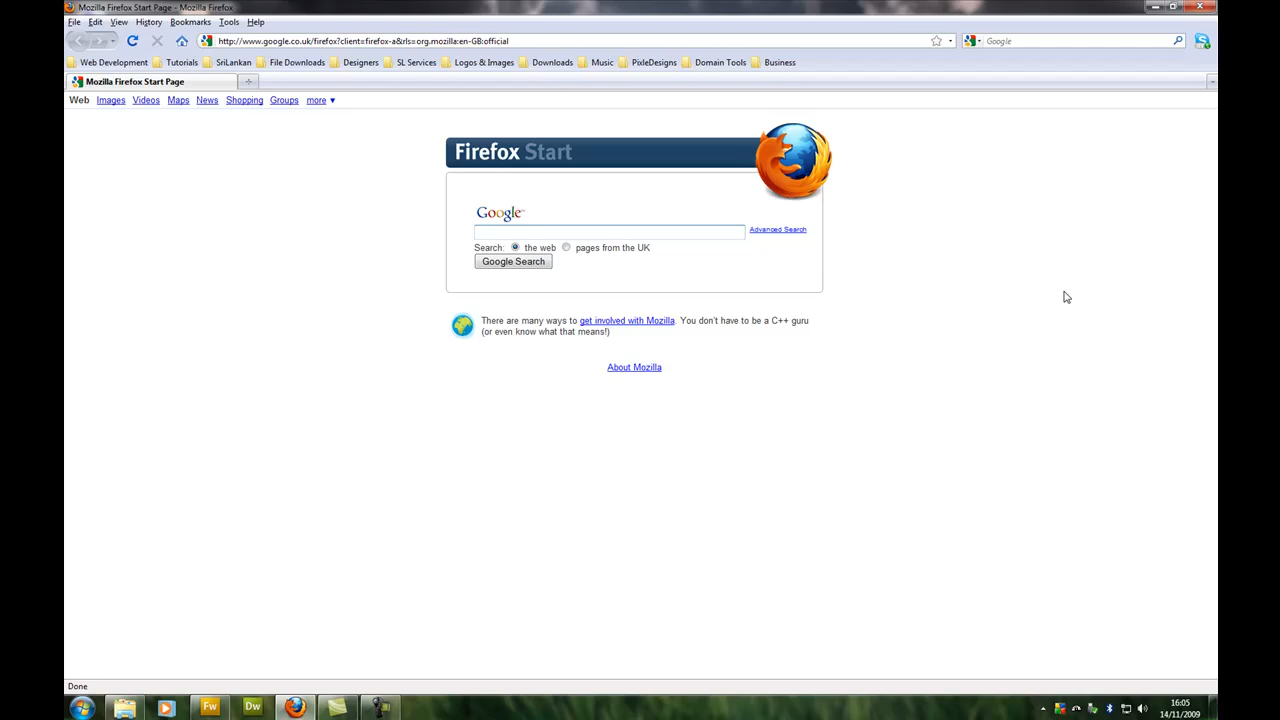 Mozilla Firefox Start Page - Mozilla Firefox
File Edit View History Bookmarks Tools Help
http://www.google.co.uk/firefox?client=firefox-a&rls=org.mozilla:en-GB:official Google
Web Development Tutorials SriLankan File Downloads Designers SL Services Logos & Images Downloads Music PixleDesigns Domain Tools Business
Mozilla Firefox Start Page
Web Images Videos Maps News Shopping Groups more ▼
Firefox Start
Google™
Advanced Search
Search: the web pages from the UK
Google Search
There are many ways to get involved with Mozilla. You don't have to be a C++ guru
(or even know what that means!)
About Mozilla
Done
Fw Dw 16:05
14/11/2009